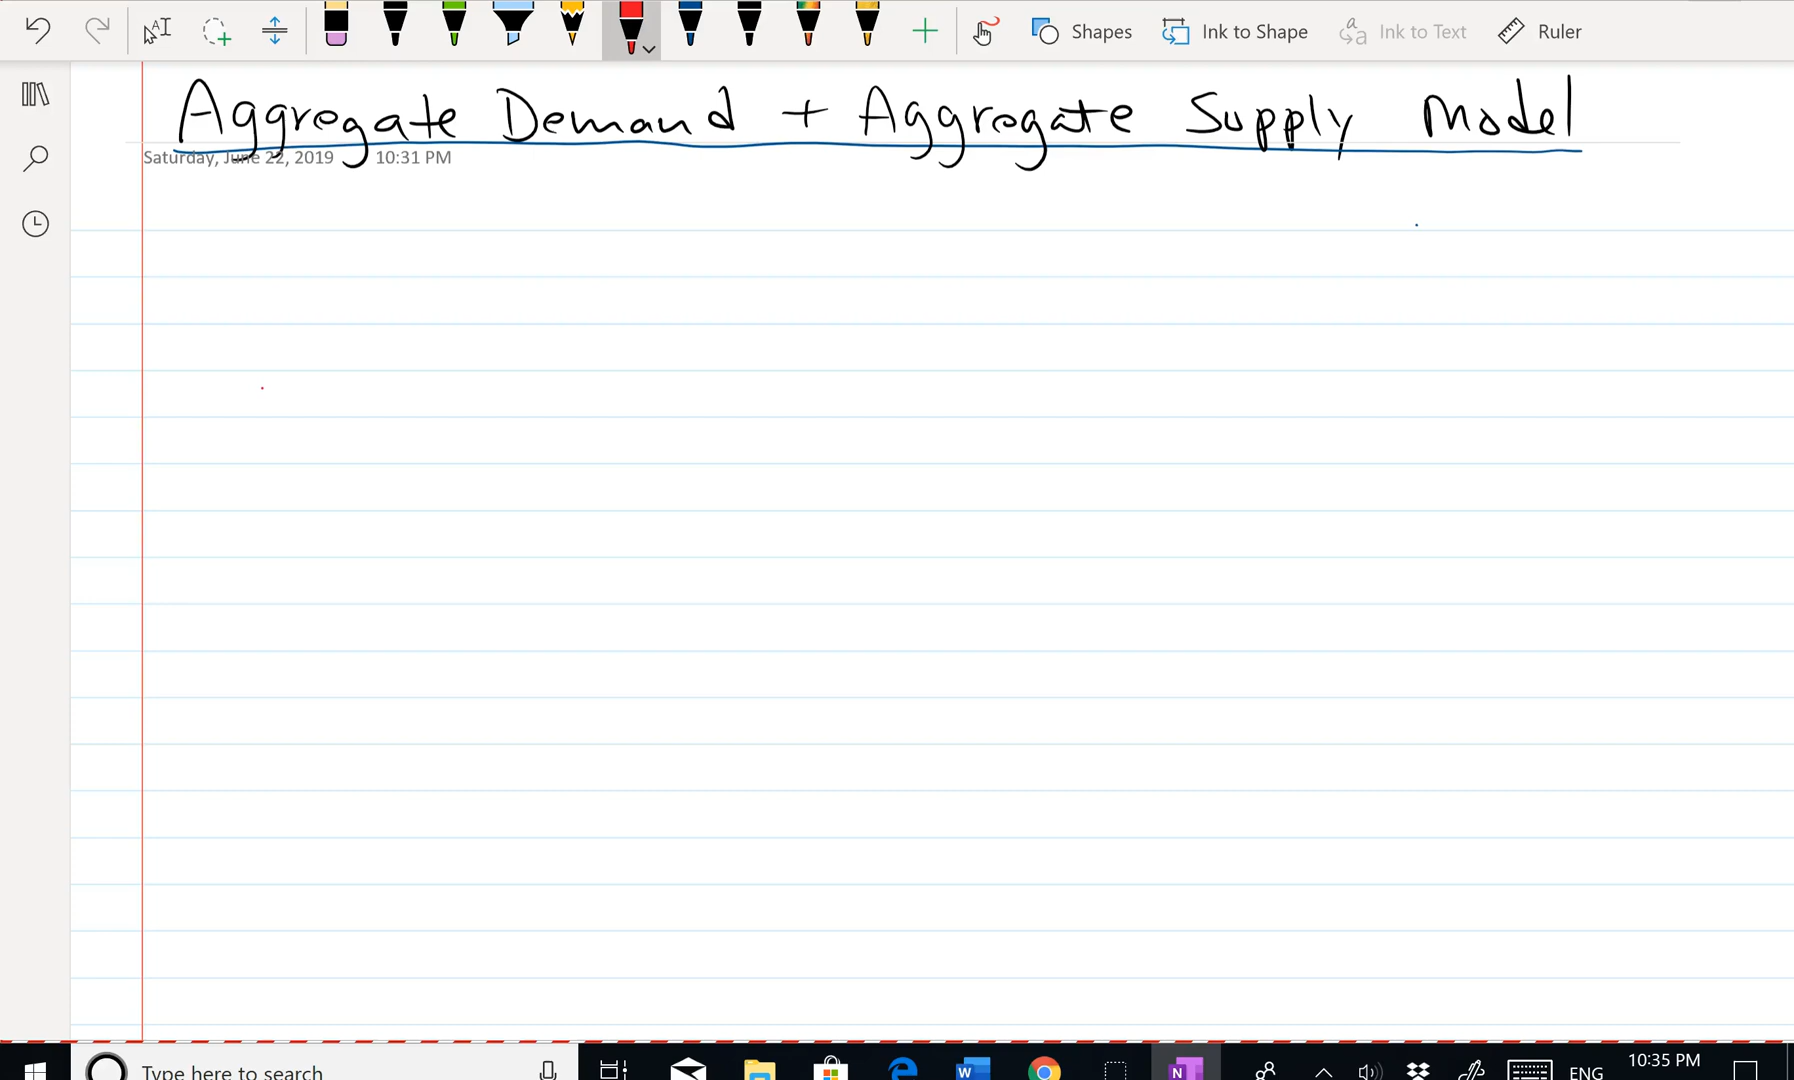 Shapes Ink to Shape Ink to Text Ruler
Aggregate Demand + Aggregate Supply Model
Saturday, June 22, 2019 10:31 PM
Type here to search ENG 10:35 PM